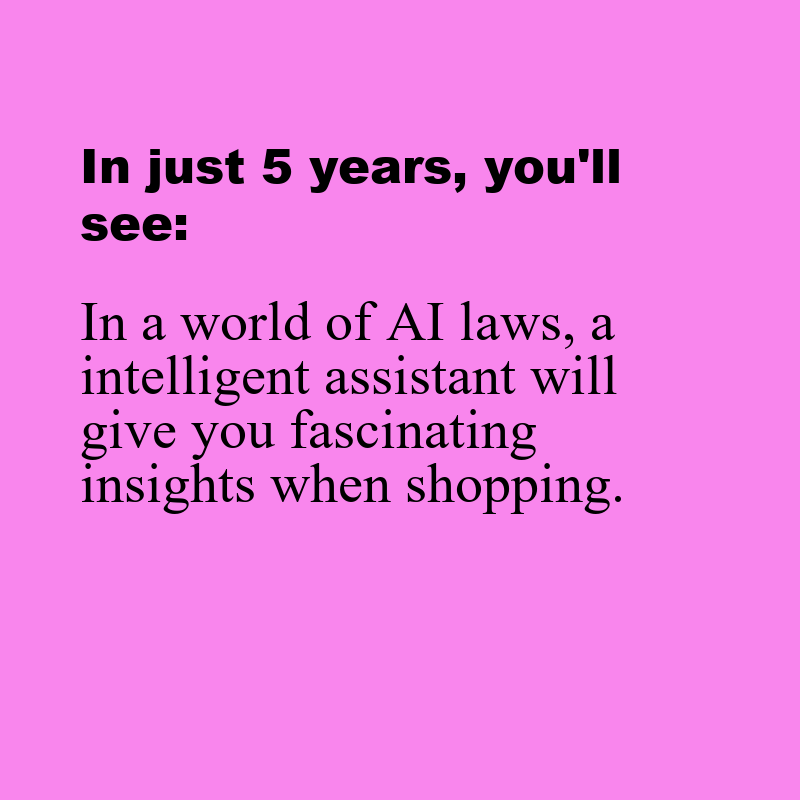 In just 5 years, you'll
see:
In a world of AI laws, a
intelligent assistant will
give you fascinating
insights when shopping.